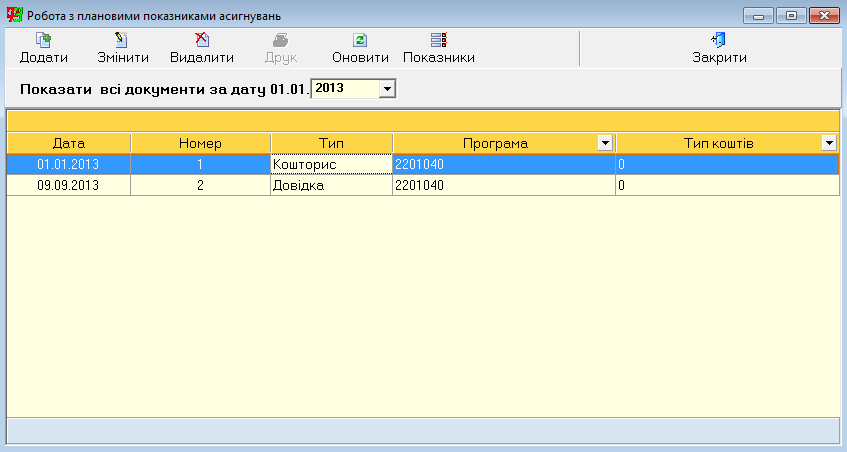 Робота з плановими показниками асигнувань
Додати Змінити Видалити Друк Оновити Показники Закрити
Показати всі документи за дату 01.01. 2013
Дата Номер Тип Програма Тип коштів
01.01.2013 1 Кошторис 2201040 0
09.09.2013 2 Довідка 2201040 0